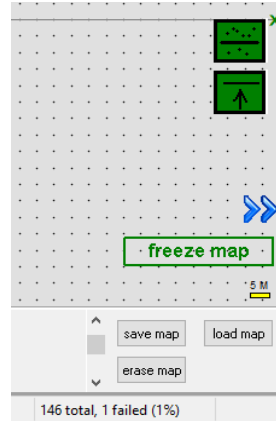 freeze map
5 M
save map
load map
erase map
146 total, 1 failed (1%)